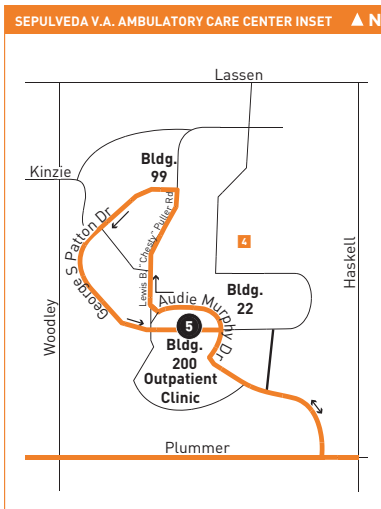 SEPULVEDA V.A. AMBULATORY CARE CENTER INSET ▲ N
Lassen
Kinzie
Bldg.
99
George S Patton Dr
Lewis B. "Chesty" Puller Rd
4
Haskell
Woodley
Audie Murphy Dr
Bldg.
22
5
Bldg.
200
Outpatient
Clinic
Plummer